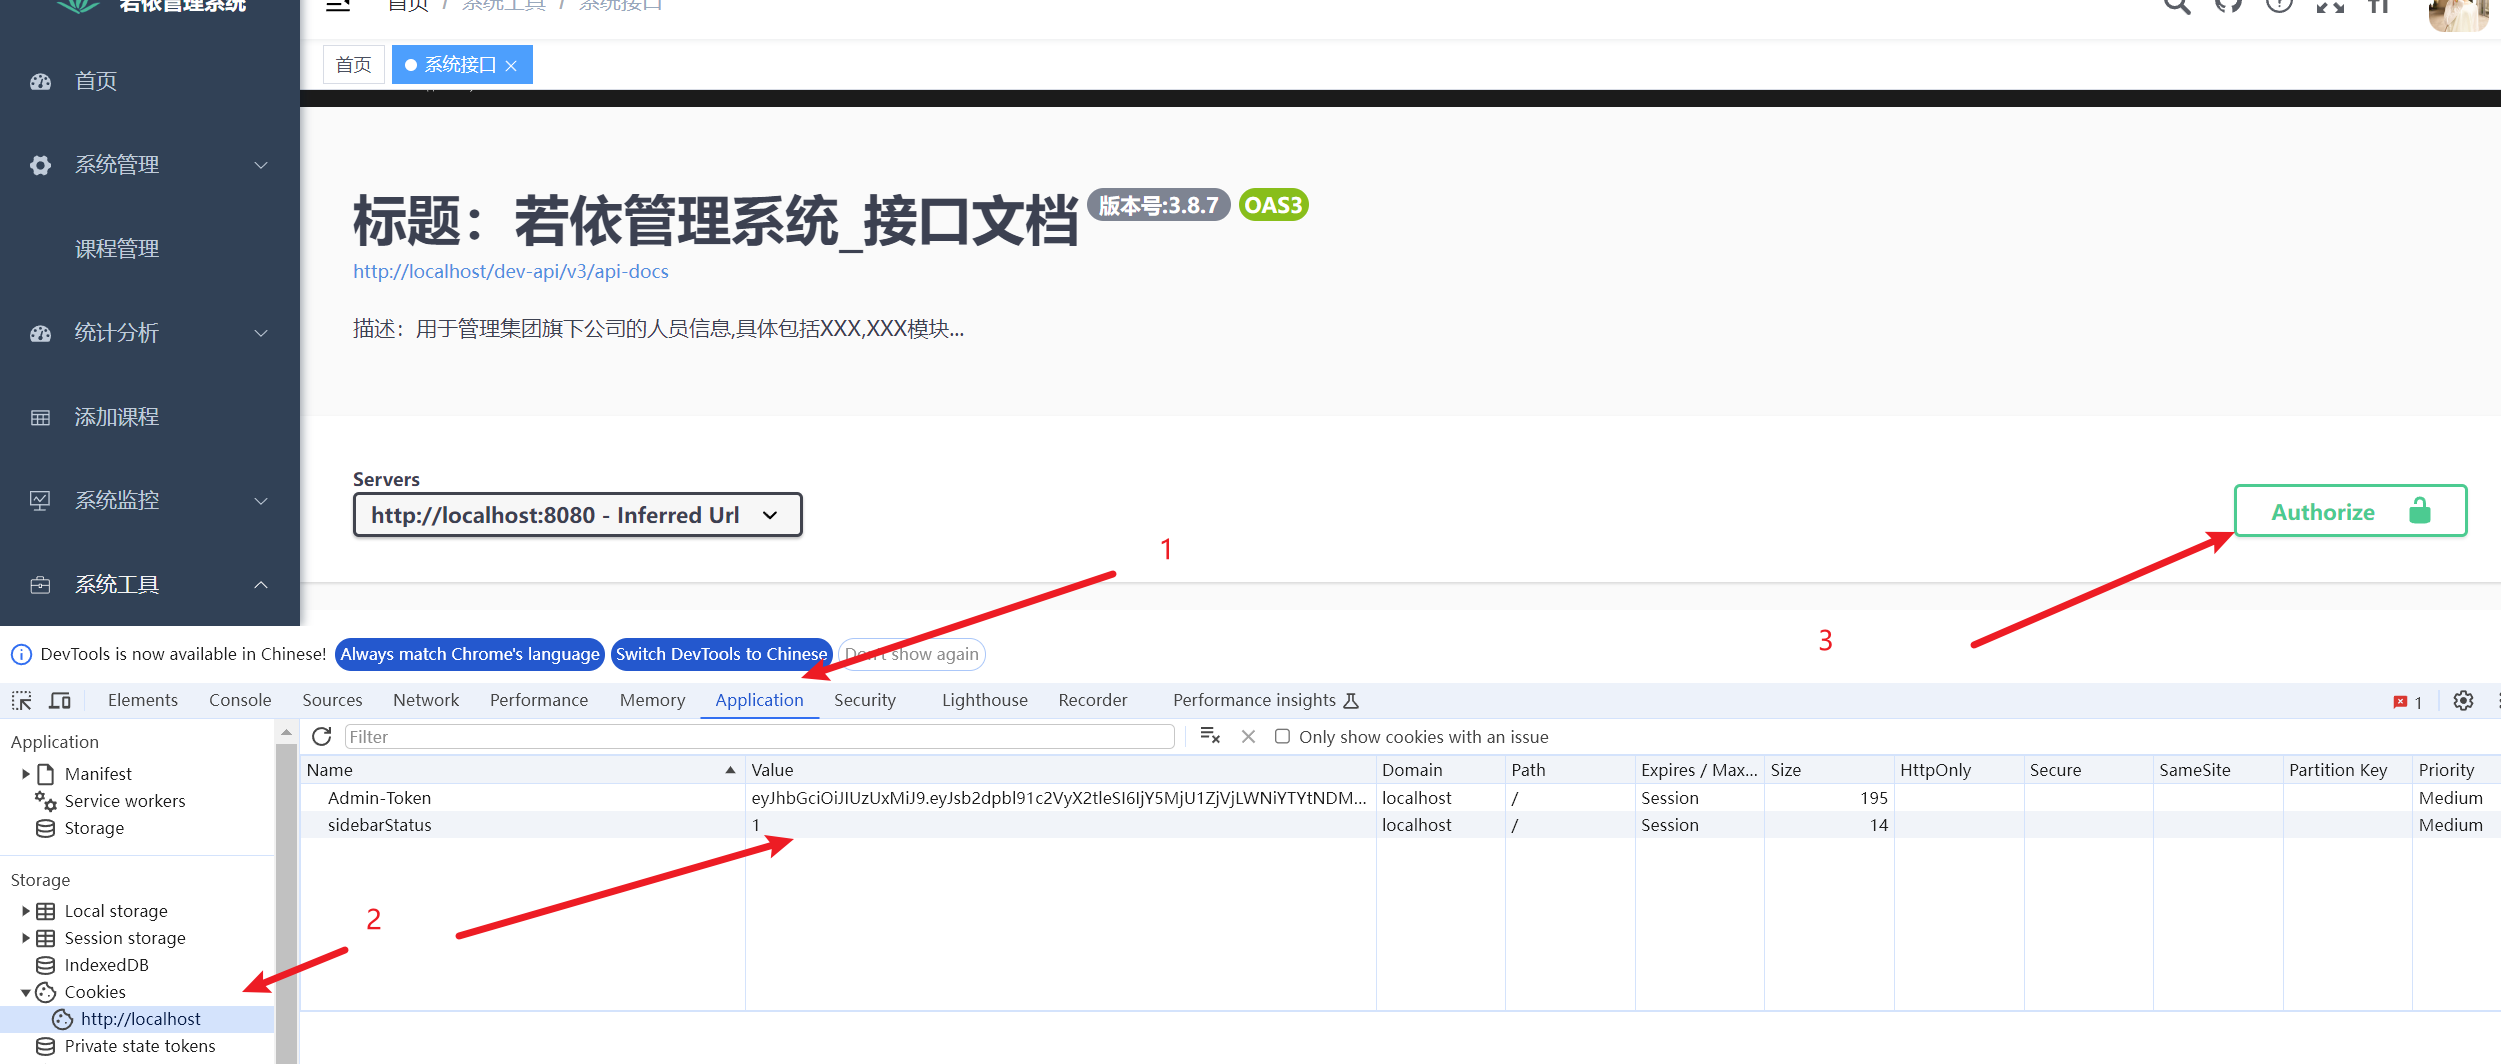 若依管理系统
首页 / 系统工具 / 系统接口
首页
系统接口
首页
系统管理
课程管理
统计分析
添加课程
系统监控
系统工具
标题：若依管理系统_接口文档
版本号:3.8.7
OAS3
http://localhost/dev-api/v3/api-docs
描述：用于管理集团旗下公司的人员信息,具体包括XXX,XXX模块...
Servers
http://localhost:8080 - Inferred Url
Authorize
1
3
DevTools is now available in Chinese!
Always match Chrome's language
Switch DevTools to Chinese
Don't show again
Elements
Console
Sources
Network
Performance
Memory
Application
Security
Lighthouse
Recorder
Performance insights
1
Application
Manifest
Service workers
Storage
Storage
Local storage
Session storage
IndexedDB
Cookies
http://localhost
Private state tokens
Filter
Only show cookies with an issue
Name Value Domain Path Expires / Max... Size HttpOnly Secure SameSite Partition Key Priority
Admin-Token eyJhbGciOiJIUzUxMiJ9.eyJsb2dpbl91c2VyX2tleSI6IjY5MjU1ZjVjLWNiYTYtNDM... localhost / Session 195 Medium
sidebarStatus 1 localhost / Session 14 Medium
2